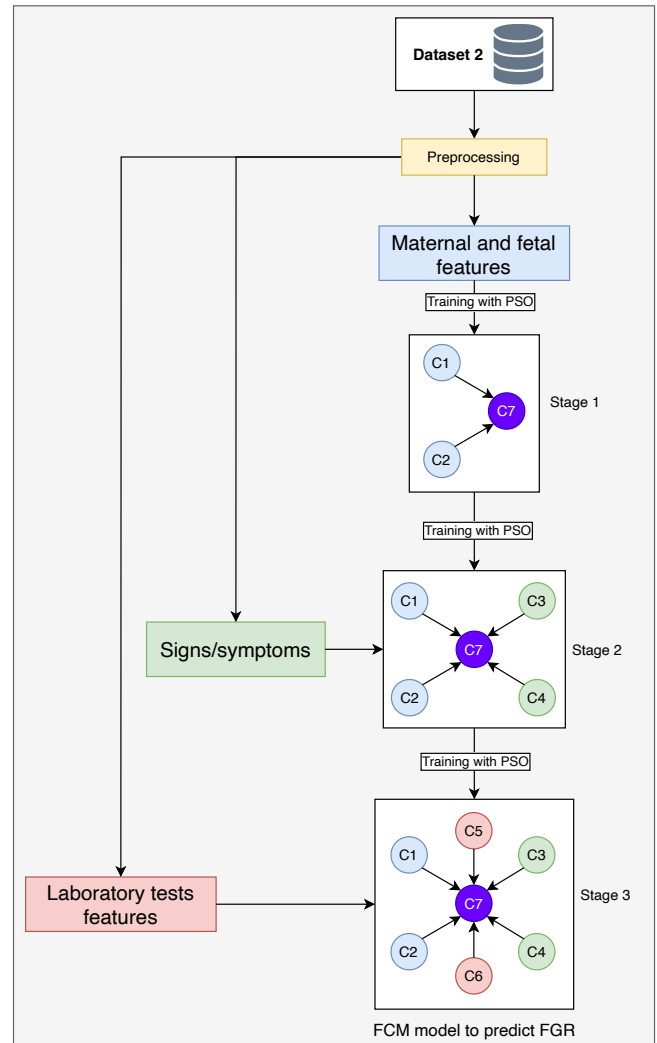 Dataset 2
Preprocessing
Maternal and fetal
features
Training with PSO
C1
C7
C2
Stage 1
Training with PSO
C1
C3
C7
C2
C4
Stage 2
Signs/symptoms
Training with PSO
C5
C1
C3
C7
C2
C4
C6
Stage 3
Laboratory tests
features
FCM model to predict FGR